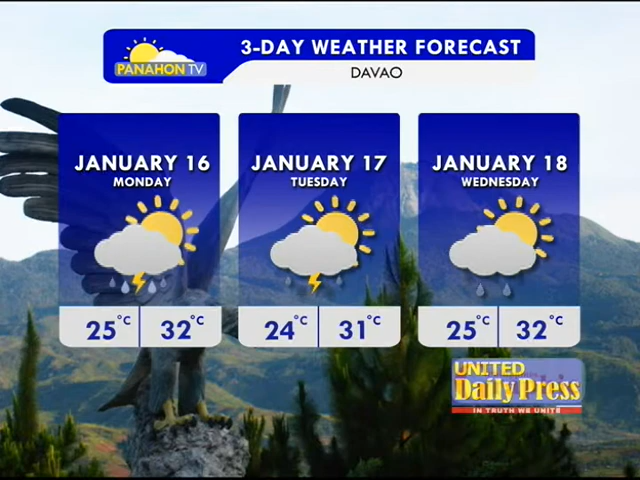 PANAHON TV
3-DAY WEATHER FORECAST
DAVAO
JANUARY 16
MONDAY
25°C 32°C
JANUARY 17
TUESDAY
24°C 31°C
JANUARY 18
WEDNESDAY
25°C 32°C
UNITED
Daily Press
IN TRUTH WE UNITE